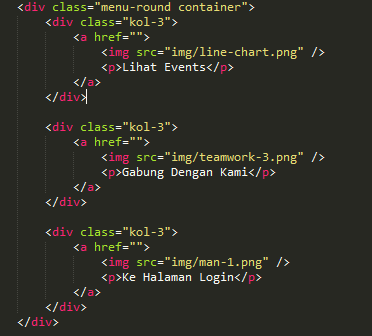 <div class="menu-round container">
<div class="kol-3">
<a href="">
<img src="img/line-chart.png" />
<p>Lihat Events</p>
</a>
</div>
<div class="kol-3">
<a href="">
<img src="img/teamwork-3.png" />
<p>Gabung Dengan Kami</p>
</a>
</div>
<div class="kol-3">
<a href="">
<img src="img/man-1.png" />
<p>Ke Halaman Login</p>
</a>
</div>
</div>